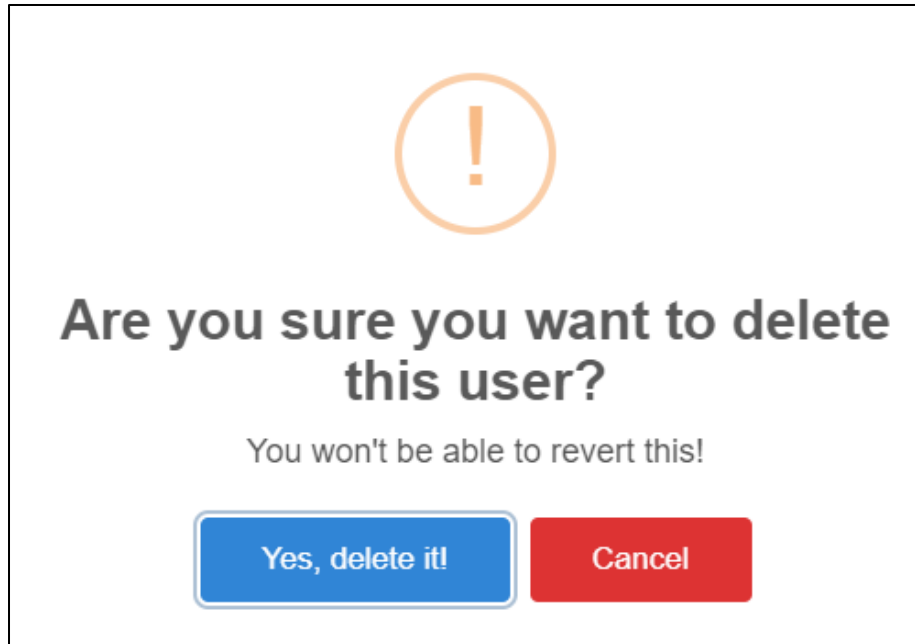 !
Are you sure you want to delete
this user?
You won't be able to revert this!
Yes, delete it!
Cancel